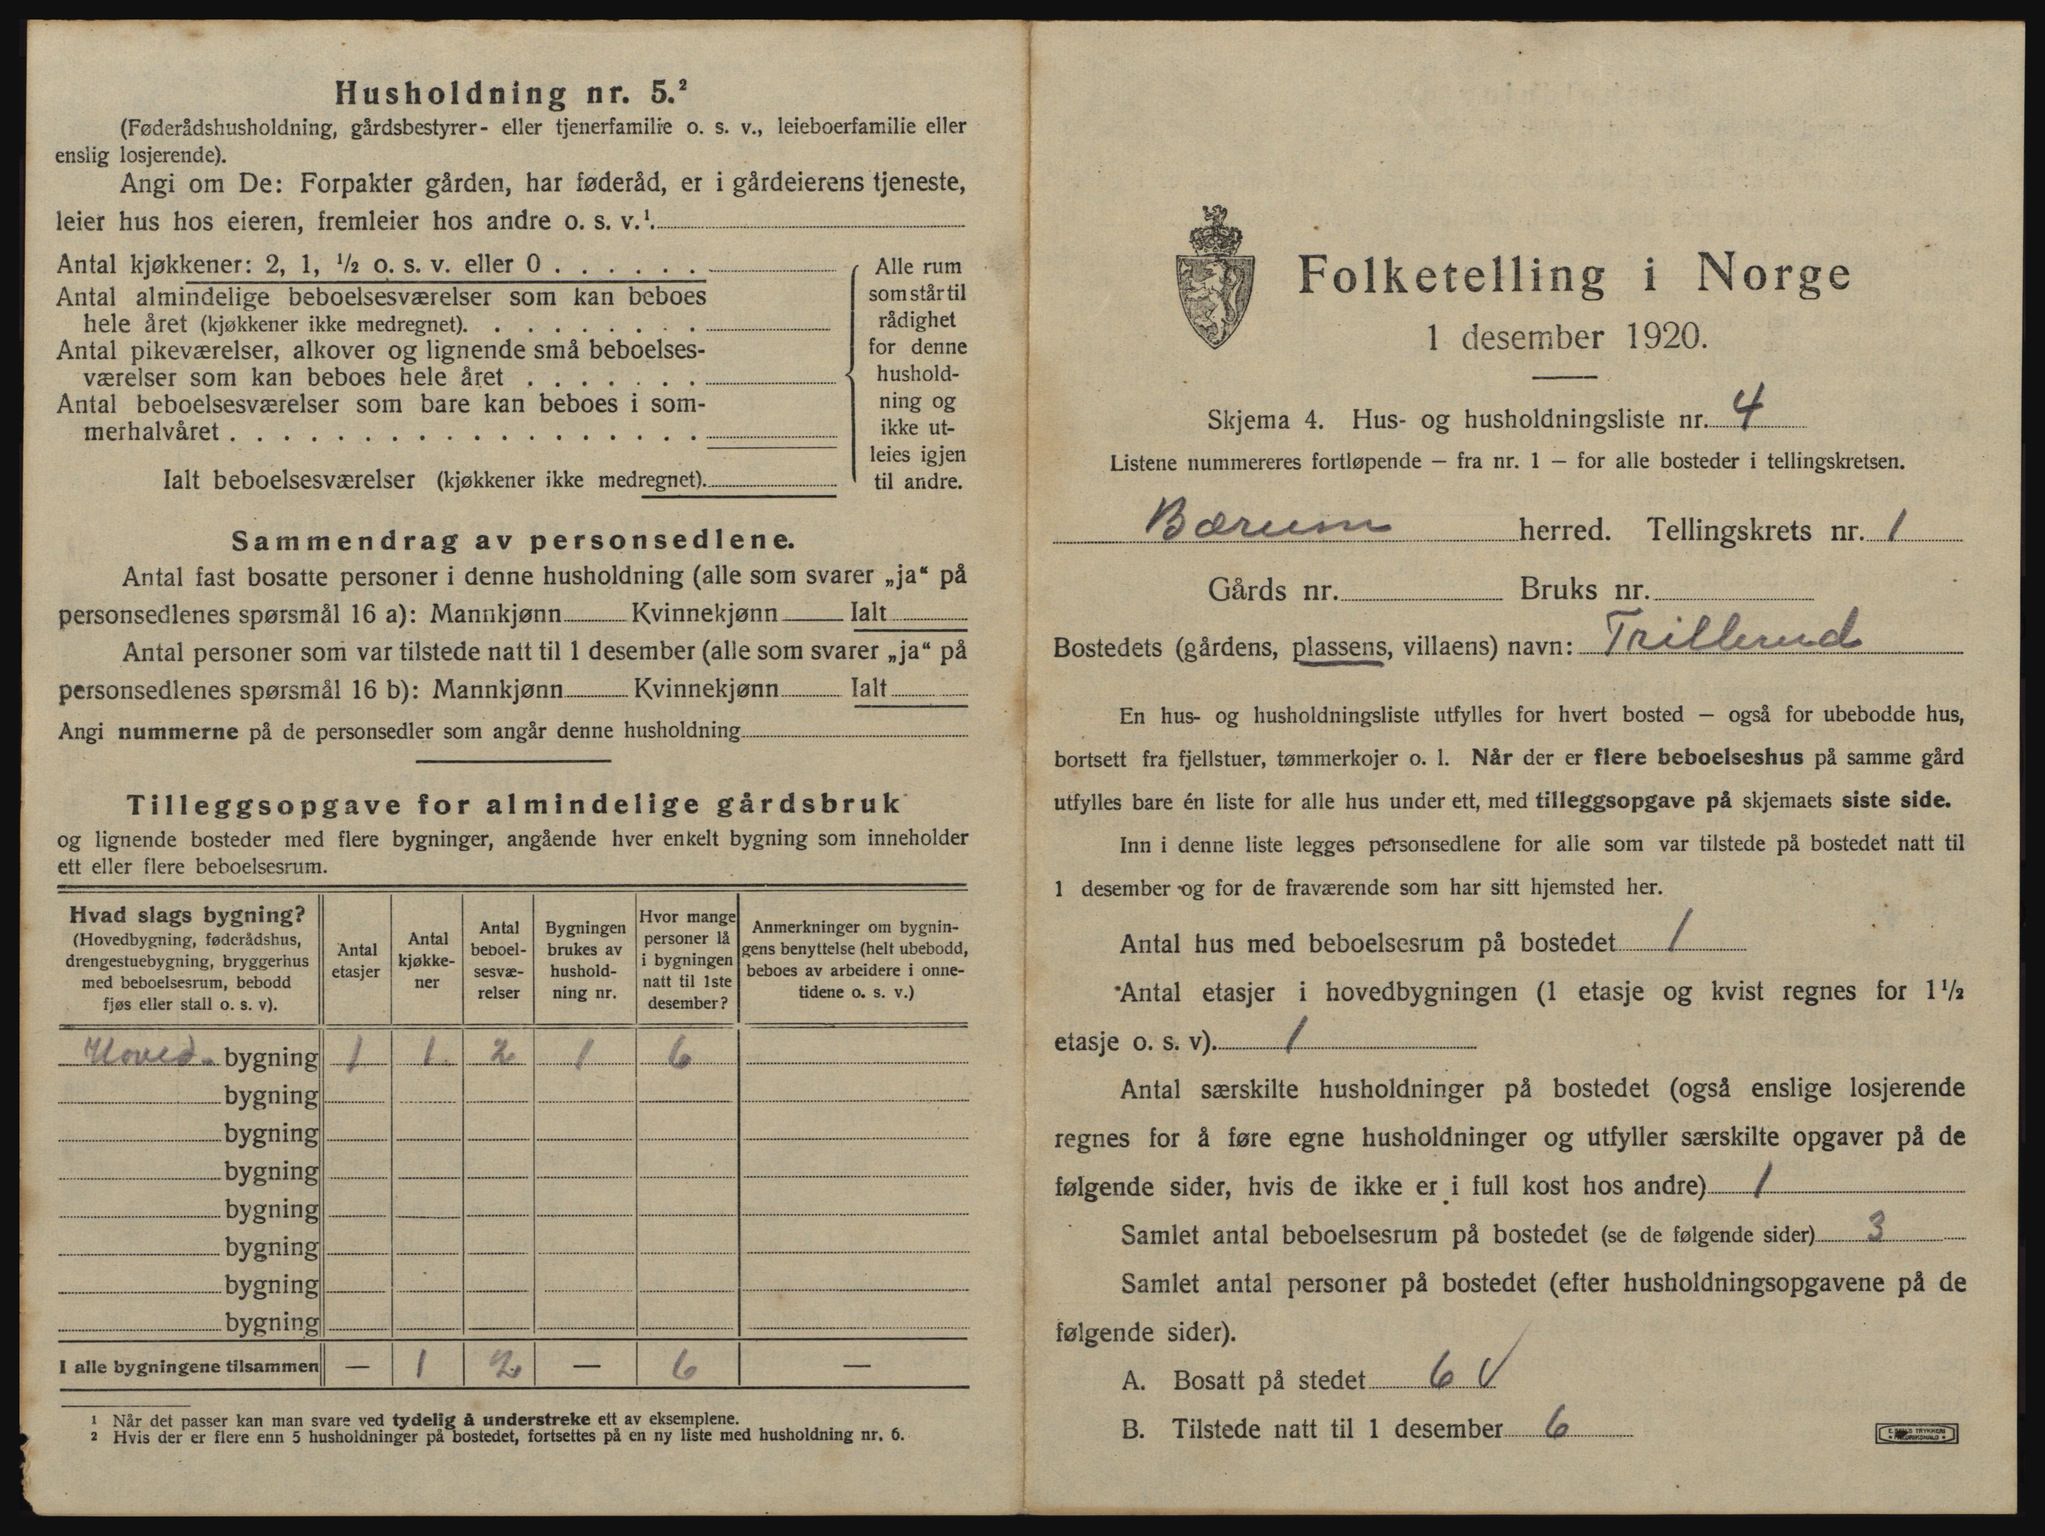 Husholdning nr. 5.²
(Føderådshusholdning, gårdsbestyrer- eller tjenerfamilie o. s. v., leieboerfamilie eller
enslig losjerende).
Angi om De: Forpakter gården, har føderåd, er i gårdeierens tjeneste,
leier hus hos eieren, fremleier hos andre o. s. v.¹.
Antal kjøkkener: 2, 1, ½ o. s. v. eller 0 . . . . . .
Antal almindelige beboelsesværelser som kan beboes
hele året (kjøkkener ikke medregnet). . . . . . . . .
Antal pikeværelser, alkover og lignende små beboelses-
værelser som kan beboes hele året . . . . . . .
Antal beboelsesværelser som bare kan beboes i som-
merhalvåret . . . . . . . . . . . . . . . . . .
Ialt beboelsesværelser (kjøkkener ikke medregnet).
Alle rum
som står til
rådighet
for denne
hushold-
ning og
ikke ut-
leies igjen
til andre.
Sammendrag av personsedlene.
Antal fast bosatte personer i denne husholdning (alle som svarer „ja“ på
personsedlenes spørsmål 16 a): Mannkjønn Kvinnekjønn Ialt
Antal personer som var tilstede natt til 1 desember (alle som svarer „ja“ på
personsedlenes spørsmål 16 b): Mannkjønn Kvinnekjønn Ialt
Angi nummerne på de personsedler som angår denne husholdning
Tilleggsopgave for almindelige gårdsbruk
og lignende bosteder med flere bygninger, angående hver enkelt bygning som inneholder
ett eller flere beboelsesrum.
Hvad slags bygning?
(Hovedbygning, føderådshus,
drengestuebygning, bryggerhus
med beboelsesrum, bebodd
fjøs eller stall o. s. v).
Antal
etasjer
Antal
kjøkke-
ner
Antal
beboel-
sesvæ-
relser
Bygningen
brukes av
hushold-
ning nr.
Hvor mange
personer lå
i bygningen
natt til 1ste
desember?
Anmerkninger om bygnin-
gens benyttelse (helt ubebodd,
beboes av arbeidere i onne-
tidene o. s. v.)
Hoved- bygning 1 1 2 1 6
bygning
bygning
bygning
bygning
bygning
bygning
bygning
I alle bygningene tilsammen — 1 2 — 6 —
¹ Når det passer kan man svare ved tydelig å understreke ett av eksemplene.
² Hvis der er flere enn 5 husholdninger på bostedet, fortsettes på en ny liste med husholdning nr. 6.
Folketelling i Norge
1 desember 1920.
Skjema 4. Hus- og husholdningsliste nr. 4
Listene nummereres fortløpende — fra nr. 1 — for alle bosteder i tellingskretsen.
Bærum herred. Tellingskrets nr. 1
Gårds nr. Bruks nr.
Bostedets (gårdens, plassens, villaens) navn: Trillerud
En hus- og husholdningsliste utfylles for hvert bosted — også for ubebodde hus,
bortsett fra fjellstuer, tømmerkojer o. l. Når der er flere beboelseshus på samme gård
utfylles bare én liste for alle hus under ett, med tilleggsopgave på skjemaets siste side.
Inn i denne liste legges personsedlene for alle som var tilstede på bostedet natt til
1 desember og for de fraværende som har sitt hjemsted her.
Antal hus med beboelsesrum på bostedet 1
Antal etasjer i hovedbygningen (1 etasje og kvist regnes for 1½
etasje o. s. v). 1
Antal særskilte husholdninger på bostedet (også enslige losjerende
regnes for å føre egne husholdninger og utfyller særskilte opgaver på de
følgende sider, hvis de ikke er i full kost hos andre) 1
Samlet antal beboelsesrum på bostedet (se de følgende sider) 3
Samlet antal personer på bostedet (efter husholdningsopgavene på de
følgende sider).
A. Bosatt på stedet 6 √
B. Tilstede natt til 1 desember 6